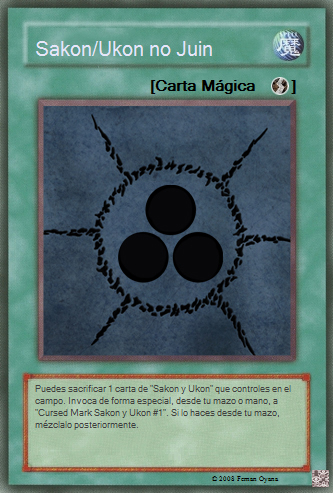 Sakon/Ukon no Juin
魔
[Carta Mágica ]
Puedes sacrificar 1 carta de "Sakon y Ukon" que controles en el
campo. Invoca de forma especial, desde tu mazo o mano, a
"Cursed Mark Sakon y Ukon #1". Si lo haces desde tu mazo,
mézclalo posteriormente.
©2008 Fernan Oyana